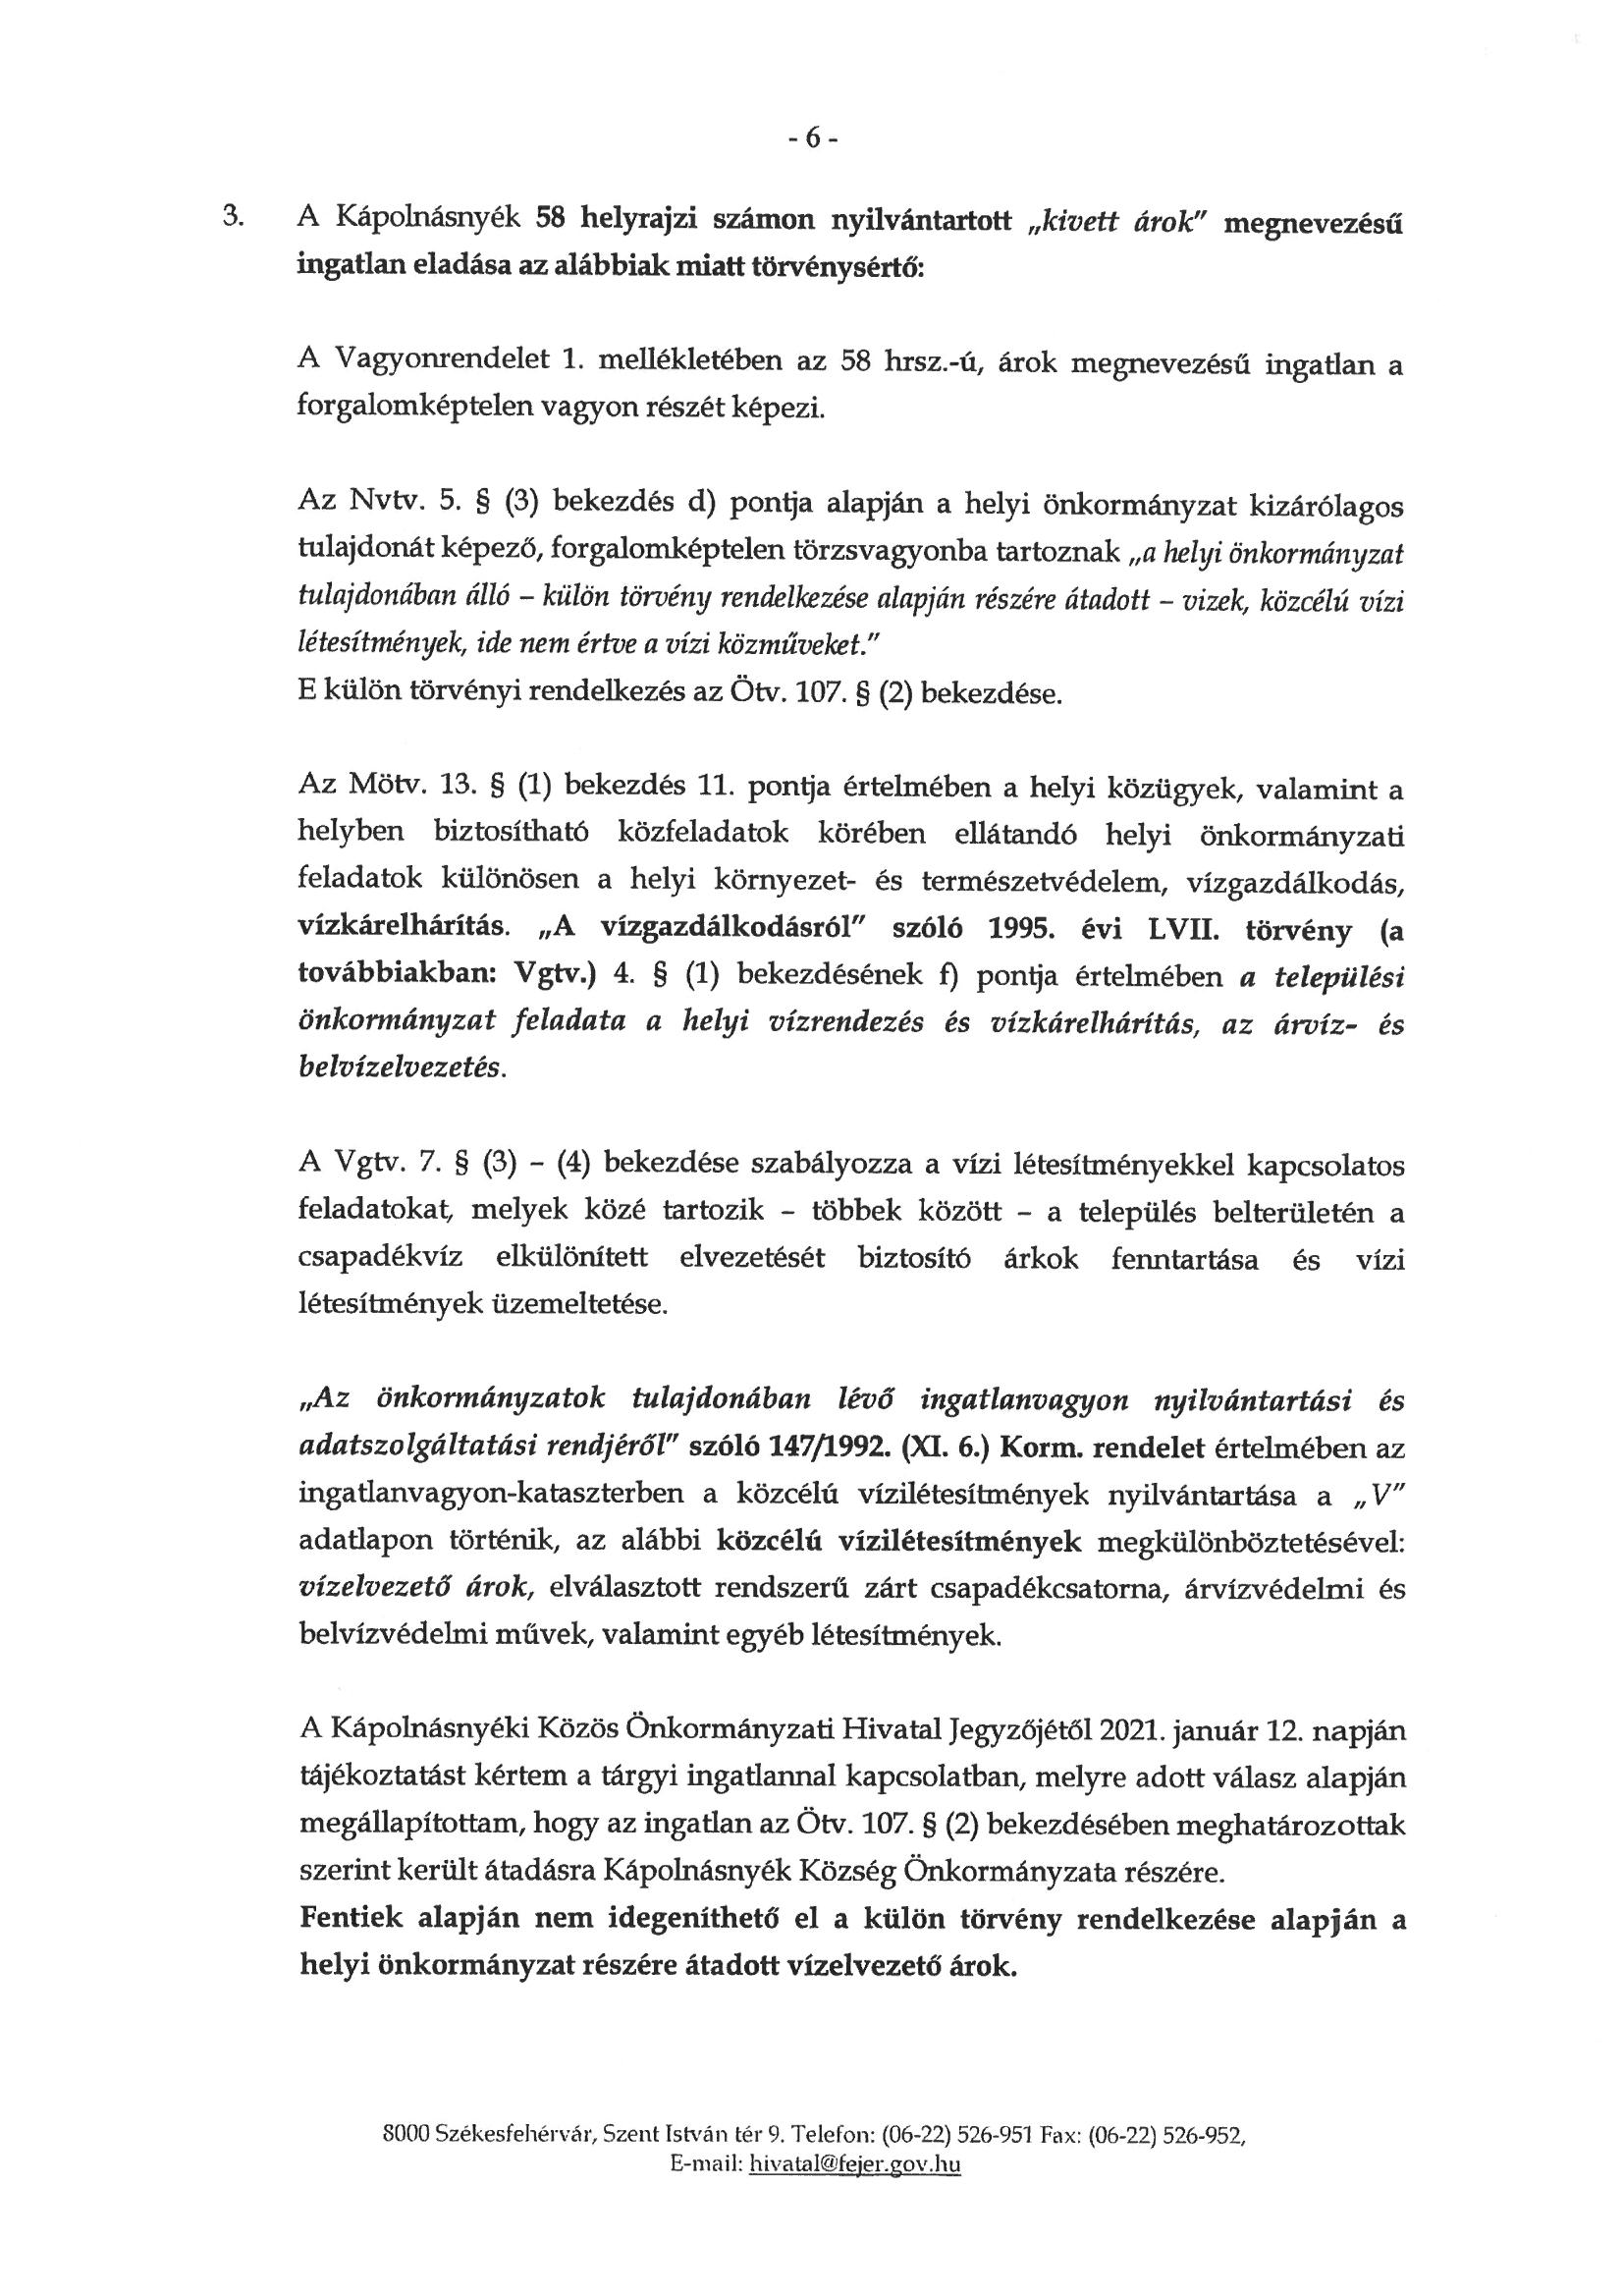 - 6 -
3. A Kápolnásnyék 58 helyrajzi számon nyilvántartott „kivett árok" megnevezésű
ingatlan eladása az alábbiak miatt törvénysértő:
A Vagyonrendelet 1. mellékletében az 58 hrsz.-ú, árok megnevezésű ingatlan a
forgalomképtelen vagyon részét képezi.
Az Nvtv. 5. § (3) bekezdés d) pontja alapján a helyi önkormányzat kizárólagos
tulajdonát képező, forgalomképtelen törzsvagyonba tartoznak „a helyi önkormányzat
tulajdonában álló – külön törvény rendelkezése alapján részére átadott – vizek, közcélú vízi
létesítmények, ide nem értve a vízi közműveket."
E külön törvényi rendelkezés az Ötv. 107. § (2) bekezdése.
Az Mötv. 13. § (1) bekezdés 11. pontja értelmében a helyi közügyek, valamint a
helyben biztosítható közfeladatok körében ellátandó helyi önkormányzati
feladatok különösen a helyi környezet- és természetvédelem, vízgazdálkodás,
vízkárelhárítás. „A vízgazdálkodásról" szóló 1995. évi LVII. törvény (a
továbbiakban: Vgtv.) 4. § (1) bekezdésének f) pontja értelmében a települési
önkormányzat feladata a helyi vízrendezés és vízkárelhárítás, az árvíz- és
belvízelvezetés.
A Vgtv. 7. § (3) – (4) bekezdése szabályozza a vízi létesítményekkel kapcsolatos
feladatokat, melyek közé tartozik – többek között – a település belterületén a
csapadékvíz elkülönített elvezetését biztosító árkok fenntartása és vízi
létesítmények üzemeltetése.
„Az önkormányzatok tulajdonában lévő ingatlanvagyon nyilvántartási és
adatszolgáltatási rendjéről" szóló 147/1992. (XI. 6.) Korm. rendelet értelmében az
ingatlanvagyon-kataszterben a közcélú vízilétesítmények nyilvántartása a „V"
adatlapon történik, az alábbi közcélú vízilétesítmények megkülönböztetésével:
vízelvezető árok, elválasztott rendszerű zárt csapadékcsatorna, árvízvédelmi és
belvízvédelmi művek, valamint egyéb létesítmények.
A Kápolnásnyéki Közös Önkormányzati Hivatal Jegyzőjétől 2021. január 12. napján
tájékoztatást kértem a tárgyi ingatlannal kapcsolatban, melyre adott válasz alapján
megállapítottam, hogy az ingatlan az Ötv. 107. § (2) bekezdésében meghatározottak
szerint került átadásra Kápolnásnyék Község Önkormányzata részére.
Fentiek alapján nem idegeníthető el a külön törvény rendelkezése alapján a
helyi önkormányzat részére átadott vízelvezető árok.
8000 Székesfehérvár, Szent István tér 9. Telefon: (06-22) 526-951 Fax: (06-22) 526-952,
E-mail: hivatal@fejer.gov.hu